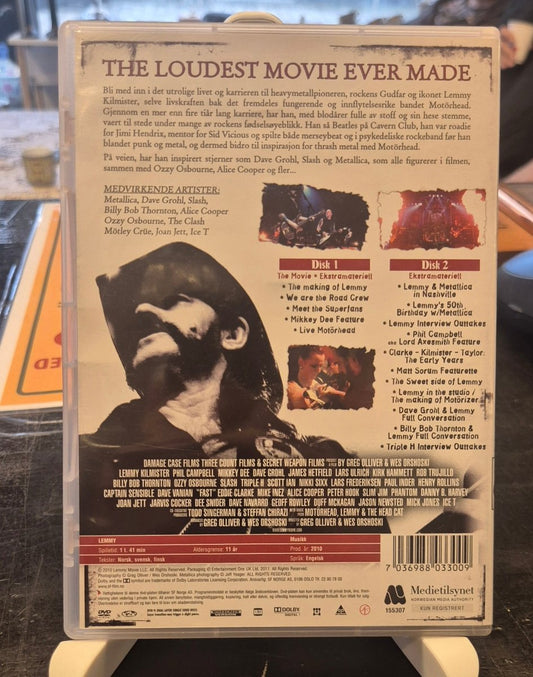 THE LOUDEST MOVIE EVER MADE
Bli med inn i det utrolige livet og karrieren til heavymetallpioneren, rockens Gudfar og ikonet Lemmy
Kilmister, selve livskraften bak det fremdeles fungerende og innflytelsesrike bandet Motörhead.
Gjennom en mer enn fire tiår lang karriere, har han, med blodårer fulle av stoff og sin hese stemme,
vært til stede under mange av rockens fødselsøyeblikk. Han så Beatles på Cavern Club, han var roadie
for Jimi Hendrix, mentor for Sid Vicious og spilte både merseybeat og i psykedeliske rockeband før han
blandet punk og metal, og dermed bidro til inspirasjon for thrash metal med Motörhead.
På veien, har han inspirert stjerner som Dave Grohl, Slash og Metallica, som alle figurerer i filmen,
sammen med Ozzy Osbourne, Alice Cooper og fler...
MEDVIRKENDE ARTISTER:
Metallica, Dave Grohl, Slash,
Billy Bob Thornton, Alice Cooper
Ozzy Osbourne, The Clash
Mötley Crüe, Joan Jett, Ice T
Disk 1
The Movie • Ekstramateriell
• The making of Lemmy
• We are the Road Crew
• Meet the Superfans
• Mikkey Dee Feature
• Live Motörhead
Disk 2
Ekstramateriell
• Lemmy & Metallica
in Nashville
• Lemmy's 50th
Birthday w/Metallica
• Lemmy Interview Outtakes
• Phil Campbell
the Lord Axesmith Feature
• Clarke - Kilmister - Taylor:
The Early Years
• Matt Sorum Featurette
• The Sweet side of Lemmy
• Lemmy in the studio /
The making of Motörizer
• Dave Grohl & Lemmy
Full Conversation
• Billy Bob Thornton &
Lemmy Full Conversation
• Triple H Interview Outtakes
DAMAGE CASE FILMS THREE COUNT FILMS & SECRET WEAPON FILMS BY GREG OLLIVER & WES ORSHOSKI
LEMMY KILMISTER PHIL CAMPBELL MIKKEY DEE DAVE GROHL JAMES HETFIELD LARS ULRICH KIRK HAMMETT ROB TRUJILLO
BILLY BOB THORNTON OZZY OSBOURNE SLASH TRIPLE H SCOTT IAN NIKKI SIXX LARS FREDERIKSEN PAUL INDER HENRY ROLLINS
CAPTAIN SENSIBLE DAVE VANIAN "FAST" EDDIE CLARKE MIKE INEZ ALICE COOPER PETER HOOK SLIM JIM PHANTOM DANNY B. HARVEY
JOAN JETT JARVIS COCKER DEE SNIDER DAVE NAVARRO GEOFF ROWLEY DUFF MCKAGAN JASON NEWSTED MICK JONES ICE T
TODD SINGERMAN & STEFFAN CHIRAZI MOTÖRHEAD, LEMMY & THE HEAD CAT
GREG OLLIVER & WES ORSHOSKI GREG OLLIVER & WES ORSHOSKI
LEMMY Musikk
Spilletid: 1 t. 41 min Aldersgrense: 11 år Prod. år: 2010
Tekster: Norsk, svensk, finsk Språk: Engelsk
7 036988 033009
DVD
DOLBY
DIGITAL
155307
Medietilsynet
NORWEGIAN MEDIA AUTHORITY
KUN REGISTRERT